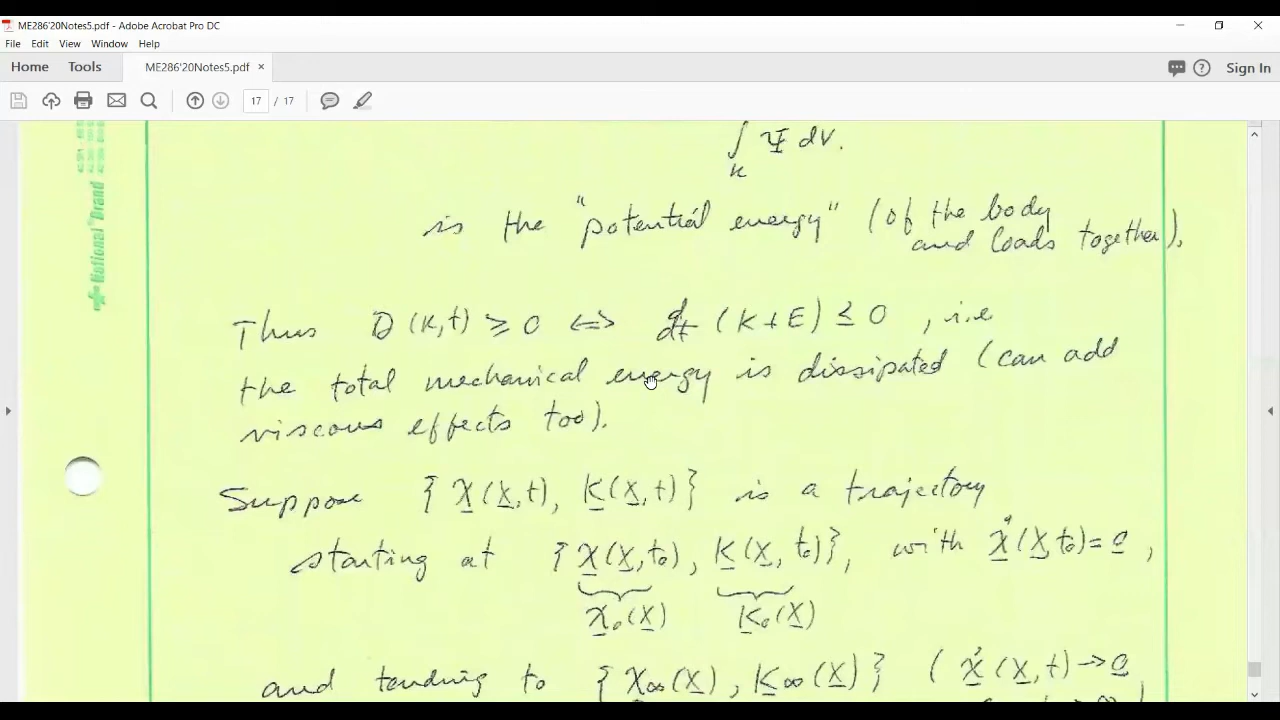 ME286'20Notes5.pdf - Adobe Acrobat Pro DC
File Edit View Window Help
Home Tools ME286'20Notes5.pdf × Sign In
17 / 17
National Brand
∫_κ Ψ dV.
is the "potential energy" (of the body
and loads together).
Thus D(κ,t) ≥ 0 ⇔ d/dt (K+E) ≤ 0, i.e
the total mechanical energy is dissipated (can add
viscous effects too).
Suppose {χ(X,t), K(X,t)} is a trajectory
starting at {χ(X,t₀), K(X,t₀)}, with χ̇(X,t₀)=0,
χ₀(X) K₀(X)
and tending to {χ∞(X), K∞(X)} (χ̇(X,t)→0